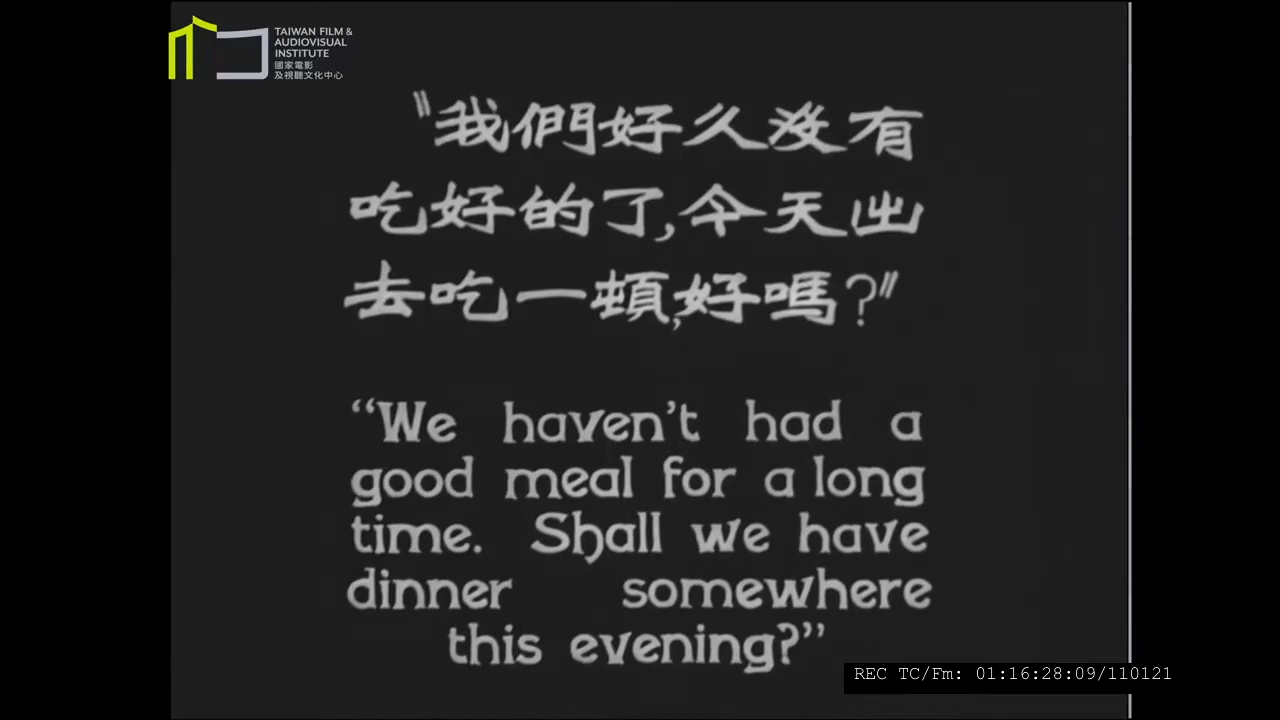 TAIWAN FILM &
AUDIOVISUAL
INSTITUTE
國家電影
及視聽文化中心
"我們好久沒有
吃好的了,今天出
去吃一頓,好嗎?"
“We haven't had a
good meal for a long
time. Shall we have
dinner somewhere
this evening?”
REC TC/Fm: 01:16:28:09/110121